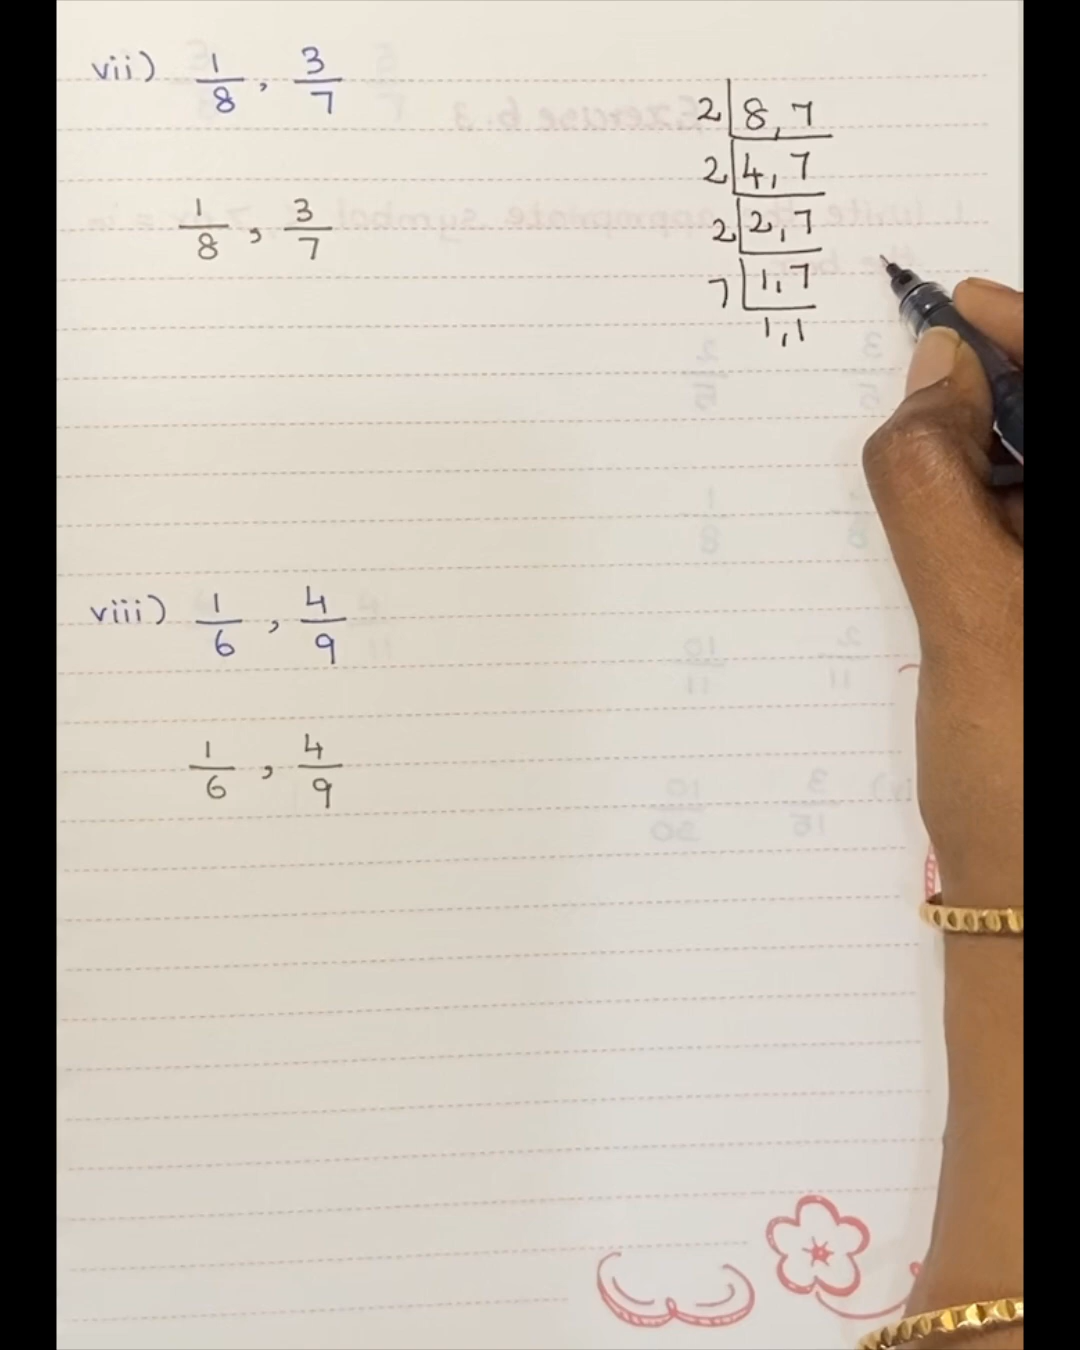 vii) 1/8 , 3/7
1/8 , 3/7
2 | 8, 7
2 | 4, 7
2 | 2, 7
7 | 1, 7
1, 1
viii) 1/6 , 4/9
1/6 , 4/9